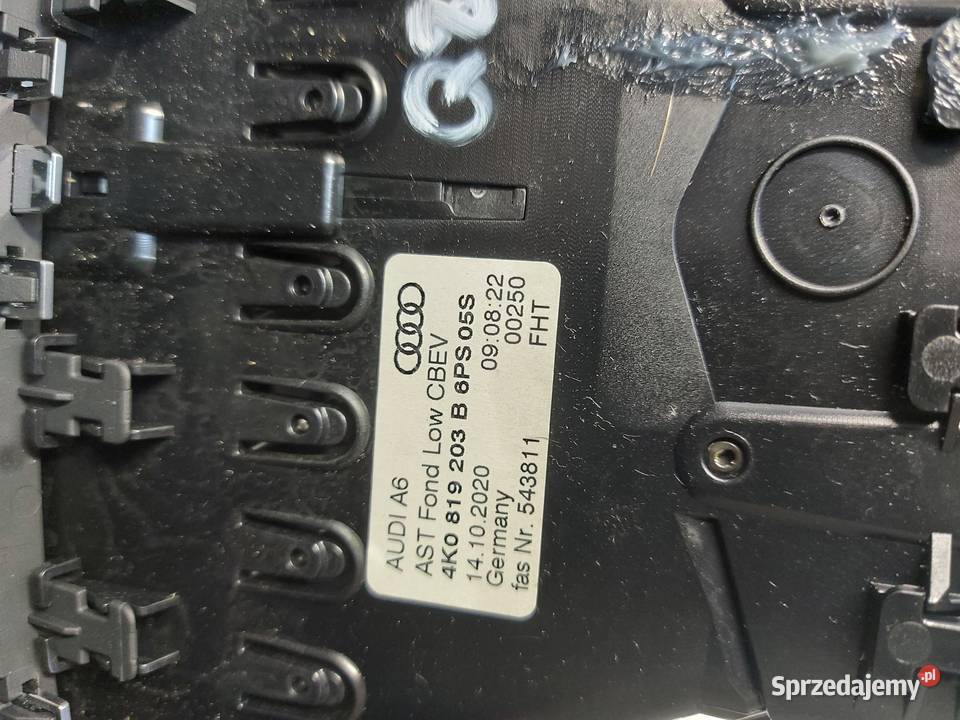 AUDI A6
AST Fond Low CBEV
4K0 819 203 B 6PS 05S
14.10.2020 09:08:22
Germany 00250
fas Nr. 543811 FHT
Sprzedajemy.pl